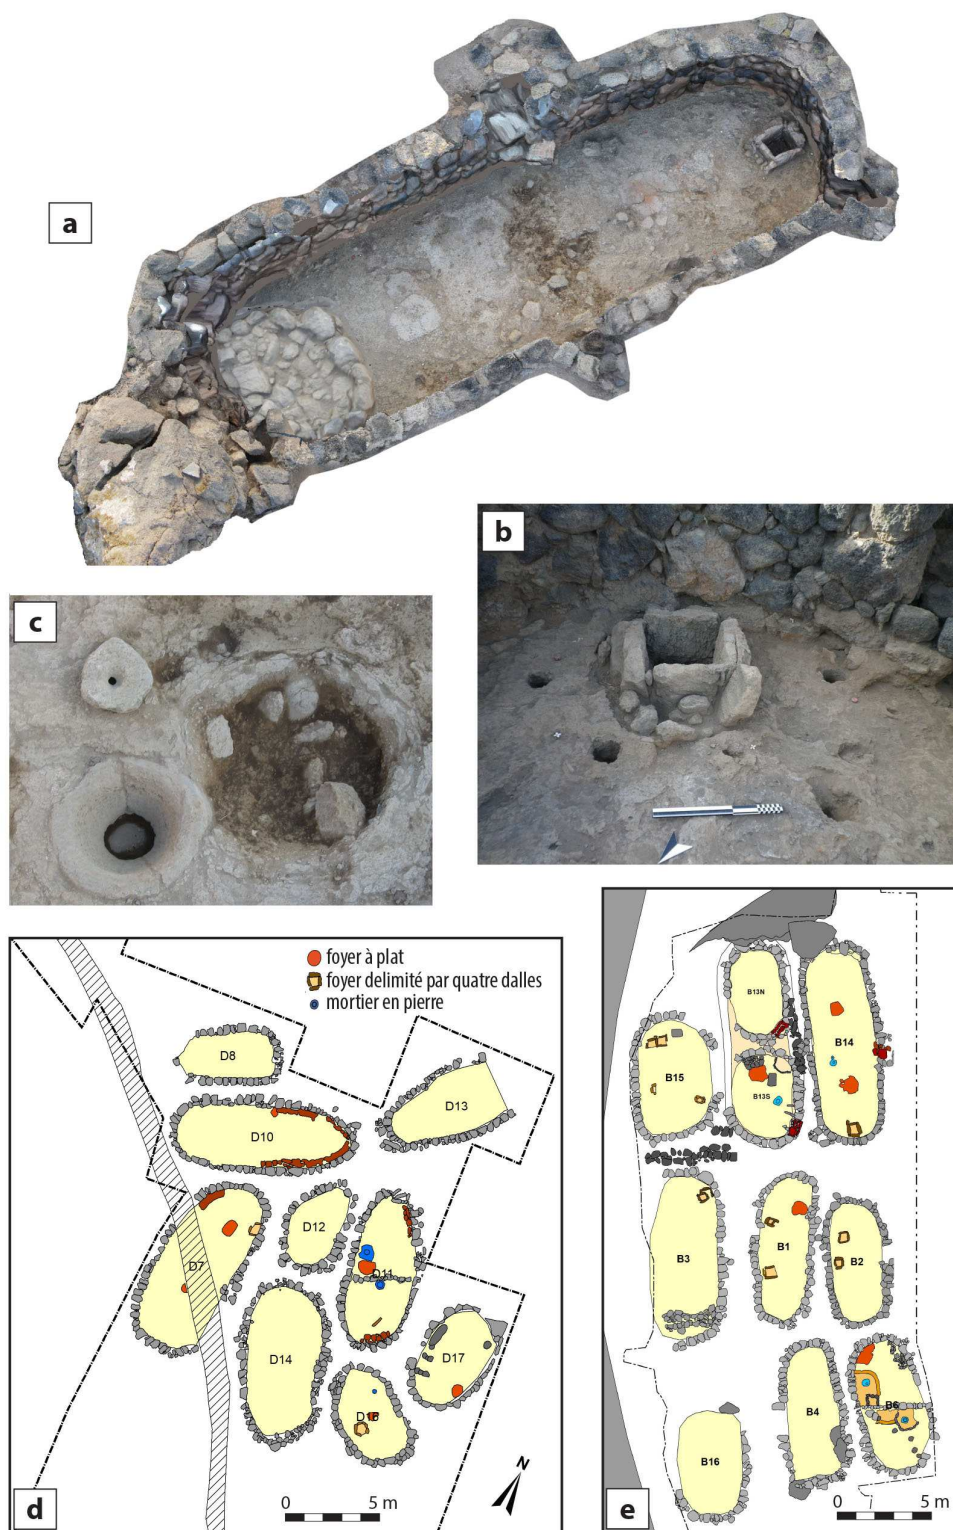 a
b
c
foyer à plat
foyer delimité par quatre dalles
mortier en pierre
D8
D13
D10
D12
D7
D11
D14
D17
D16
N
0 5 m
d
B13N
B14
B15
B13S
B3
B1
B2
B4
B6
B16
0 5 m
e